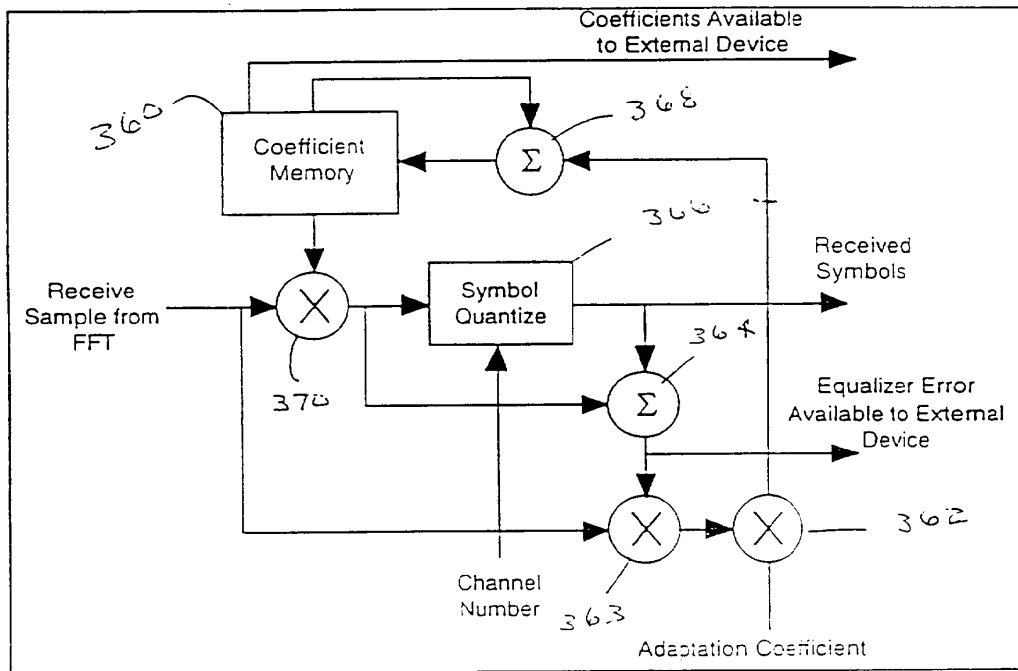 Coefficients Available
to External Device
360
368
Coefficient
Memory
Σ
366
Received
Symbols
Receive
Sample from
FFT
X
Symbol
Quantize
364
370
Σ
Equalizer Error
Available to External
Device
X
X
362
Channel
Number
363
Adaptation Coefficient